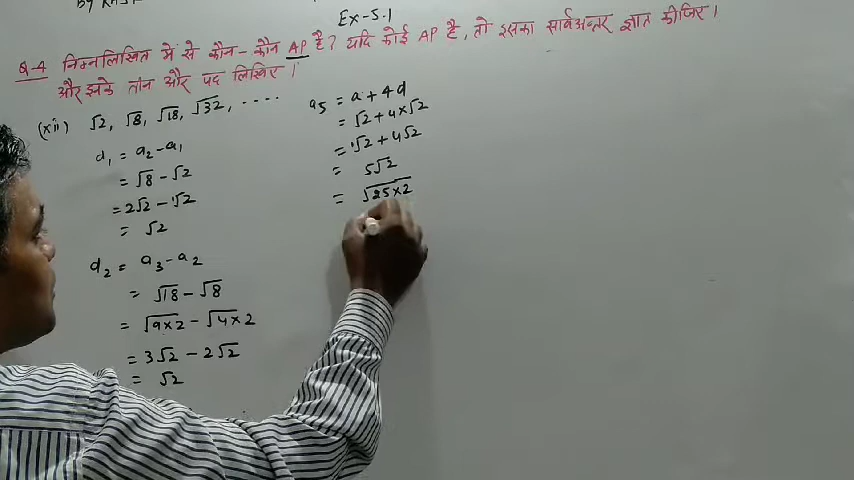 Ex-5.1
Q-4 निम्नलिखित में से कौन-कौन AP है? यदि कोई AP है, तो इसका सार्वअन्तर ज्ञात कीजिए।
और इनके तीन और पद लिखिए।
(xii) √2, √8, √18, √32, ....
d₁ = a₂-a₁
= √8 - √2
= 2√2 - 1√2
= √2
d₂ = a₃-a₂
= √18 - √8
= √9×2 - √4×2
= 3√2 - 2√2
= √2
a₅ = a + 4d
= √2 + 4×√2
= 1√2 + 4√2
= 5√2
= √25×2